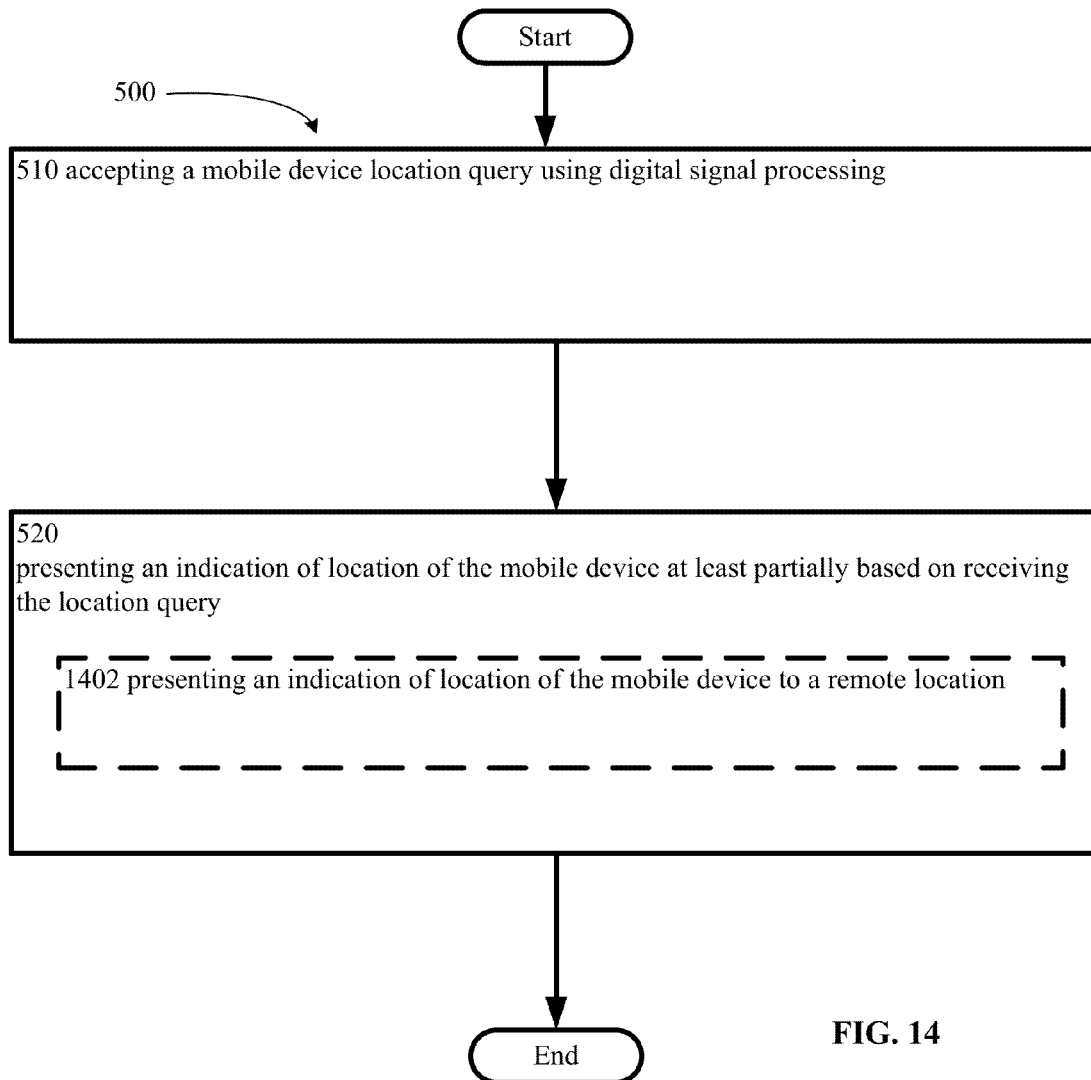 Start
500
510 accepting a mobile device location query using digital signal processing
520
presenting an indication of location of the mobile device at least partially based on receiving
the location query
1402 presenting an indication of location of the mobile device to a remote location
End
FIG. 14